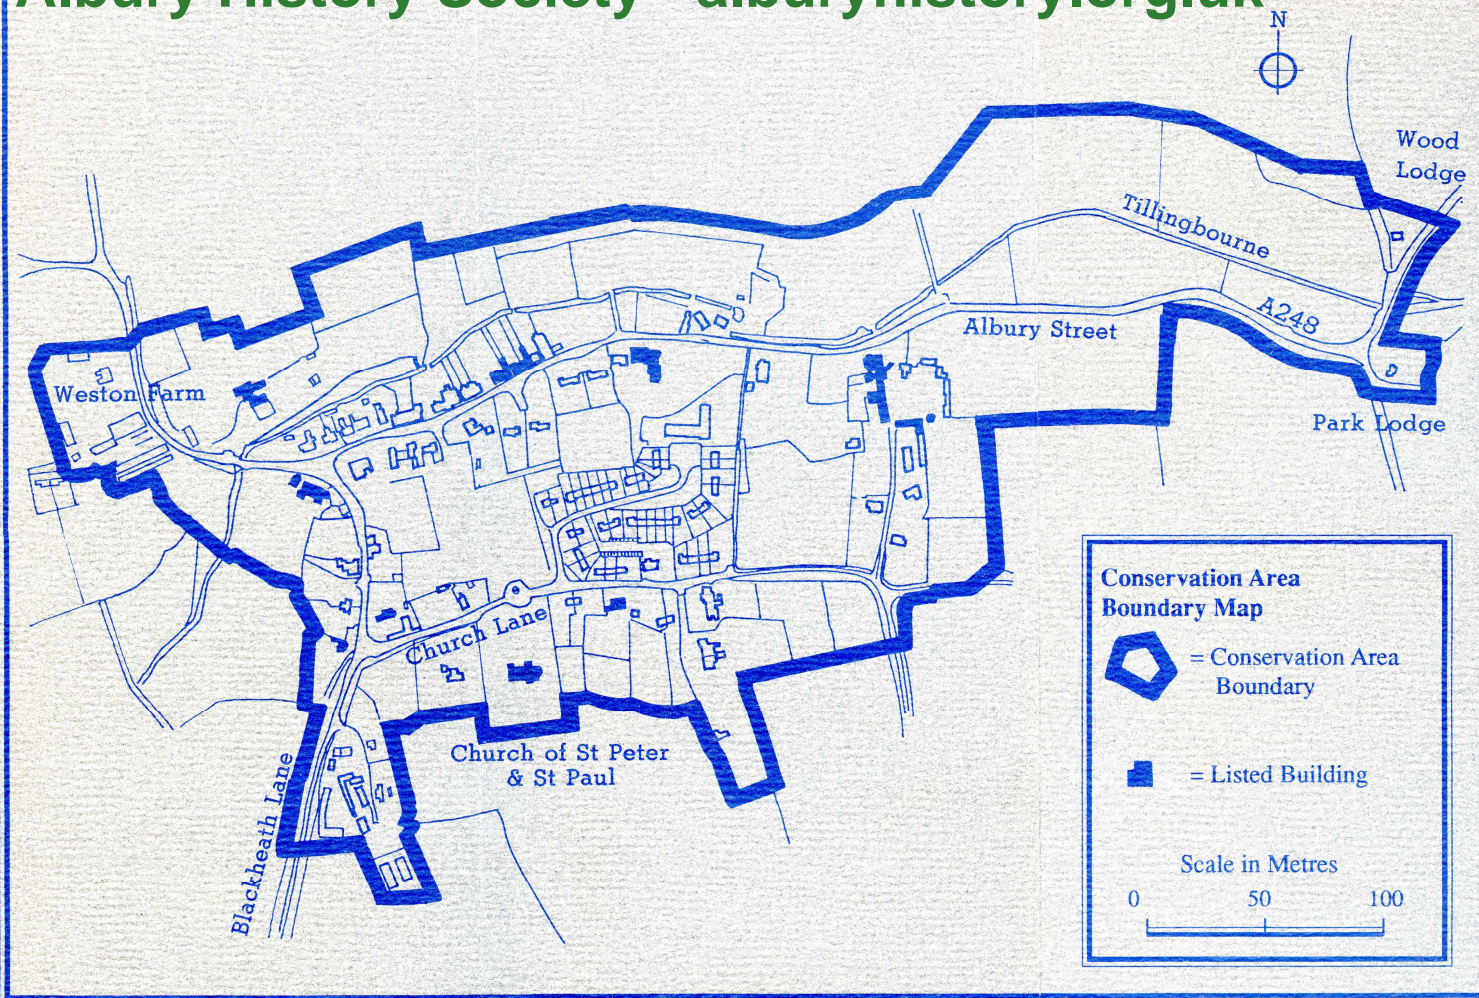 Albury History Society - alburyhistory.org.uk
N
Wood
Lodge
Tillingbourne
A248
Albury Street
Weston Farm
Park Lodge
Church Lane
Church of St Peter
& St Paul
Blackheath Lane
Conservation Area
Boundary Map
= Conservation Area
Boundary
= Listed Building
Scale in Metres
0 50 100